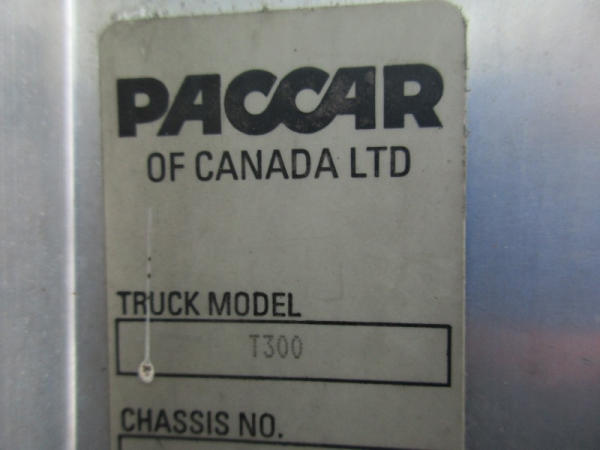 PACCAR
OF CANADA LTD
TRUCK MODEL
T300
CHASSIS NO.